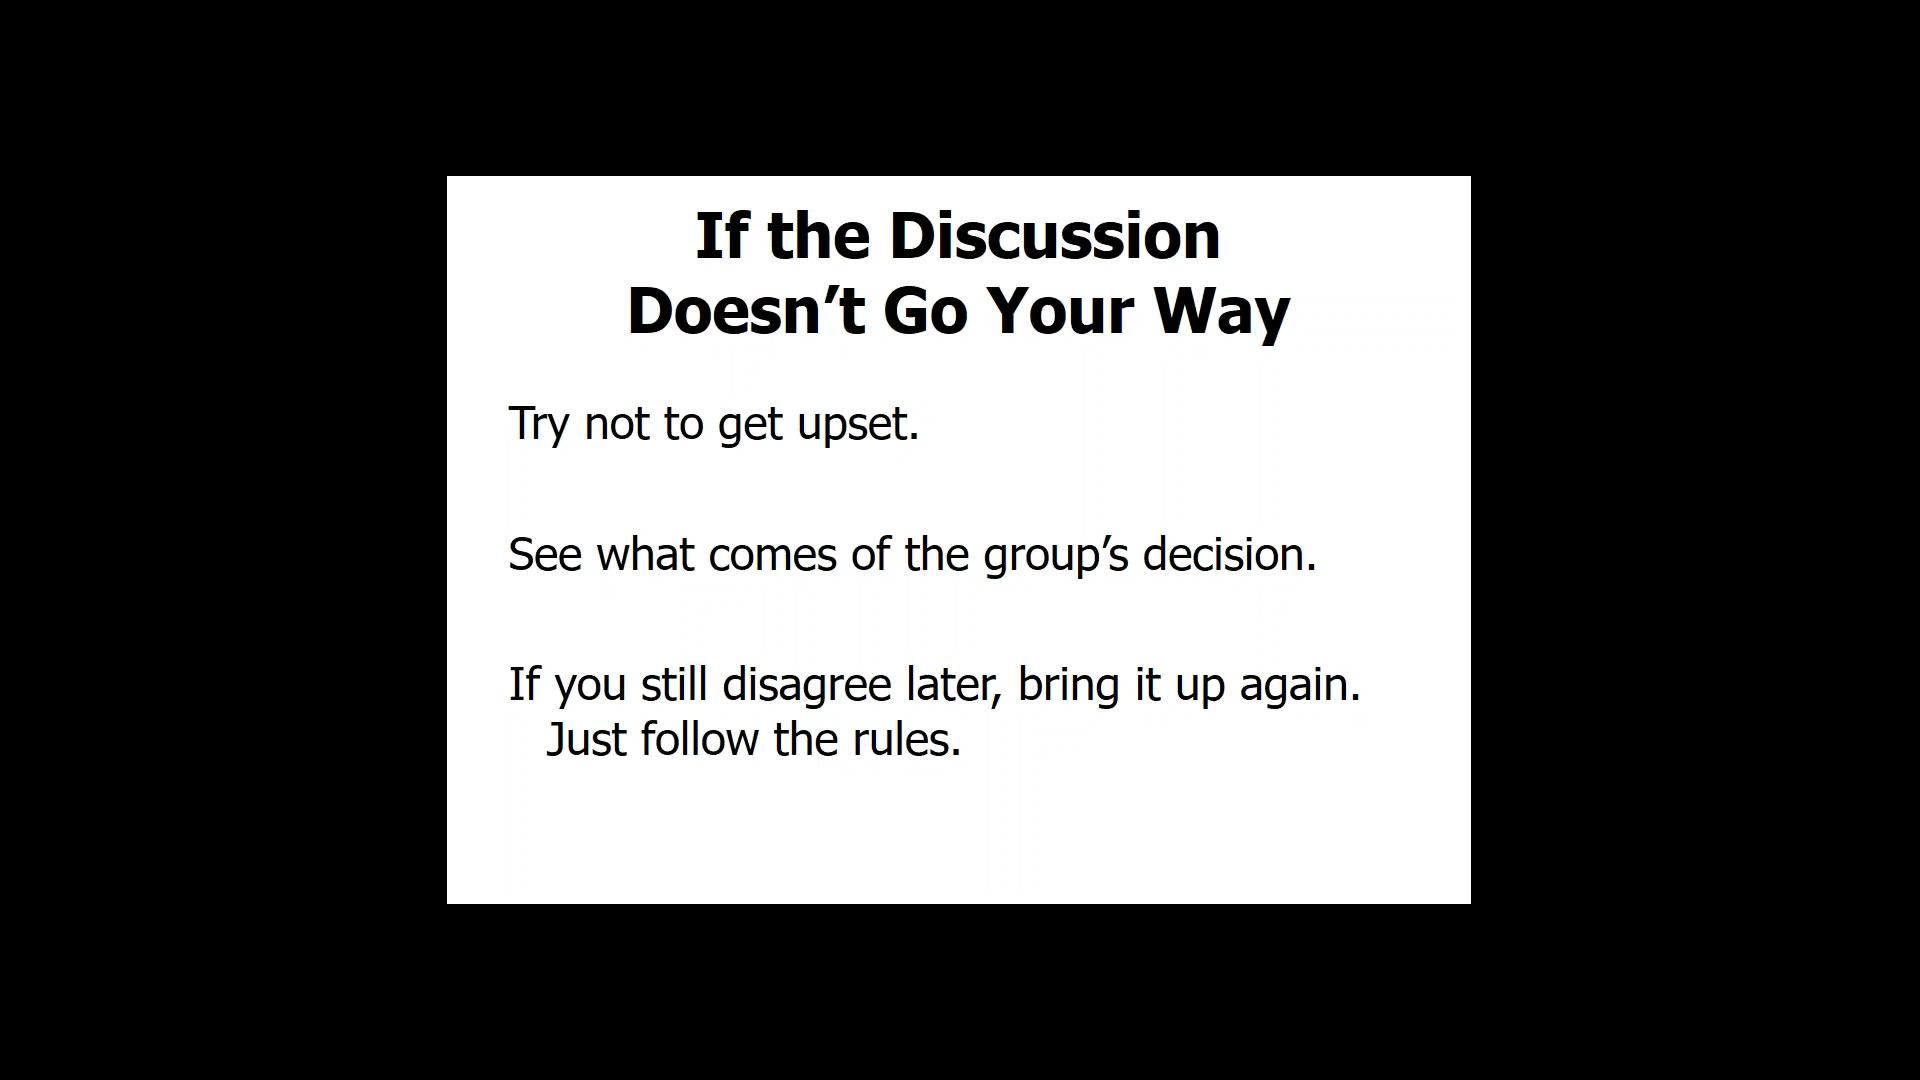 If the Discussion
Doesn’t Go Your Way
Try not to get upset.
See what comes of the group’s decision.
If you still disagree later, bring it up again.
Just follow the rules.